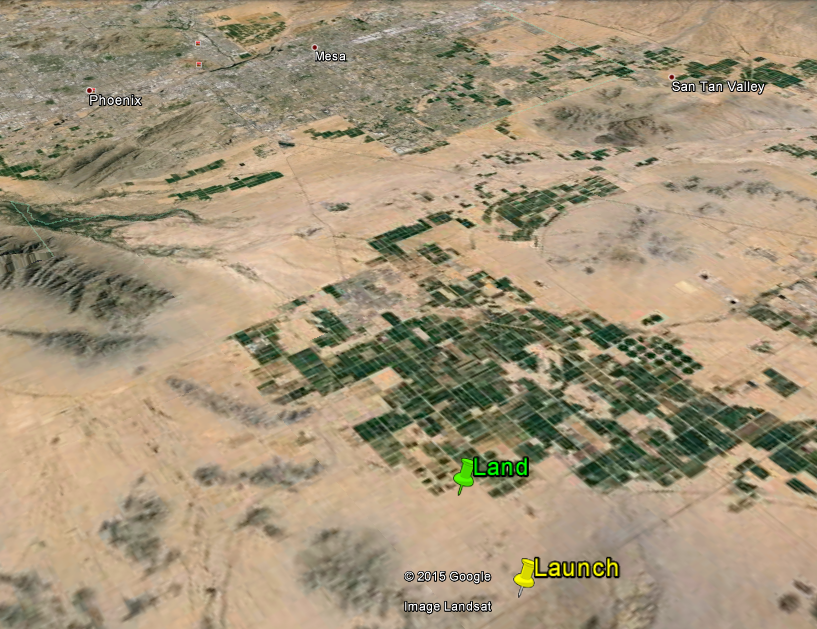 Mesa
San Tan Valley
Phoenix
Land
Launch
© 2015 Google
Image Landsat